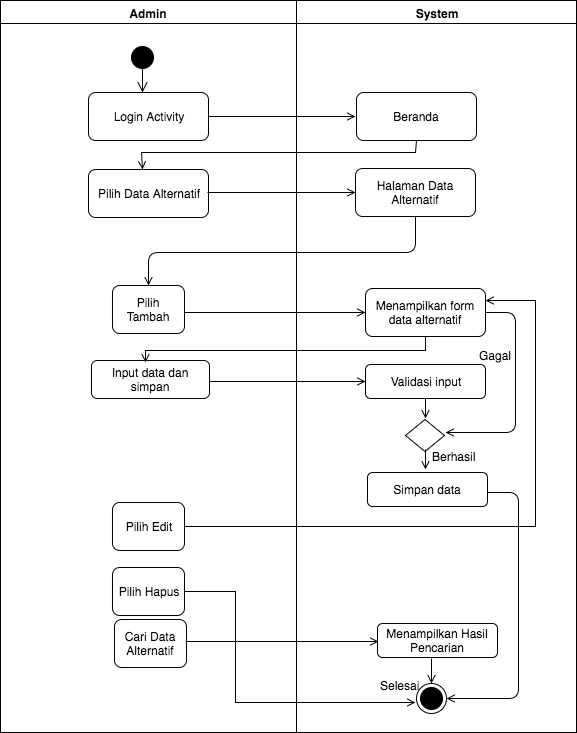 Admin
System
Login Activity
Beranda
Pilih Data Alternatif
Halaman Data
Alternatif
Pilih
Tambah
Menampilkan form
data alternatif
Gagal
Input data dan
simpan
Validasi input
Berhasil
Simpan data
Pilih Edit
Pilih Hapus
Cari Data
Alternatif
Menampilkan Hasil
Pencarian
Selesai